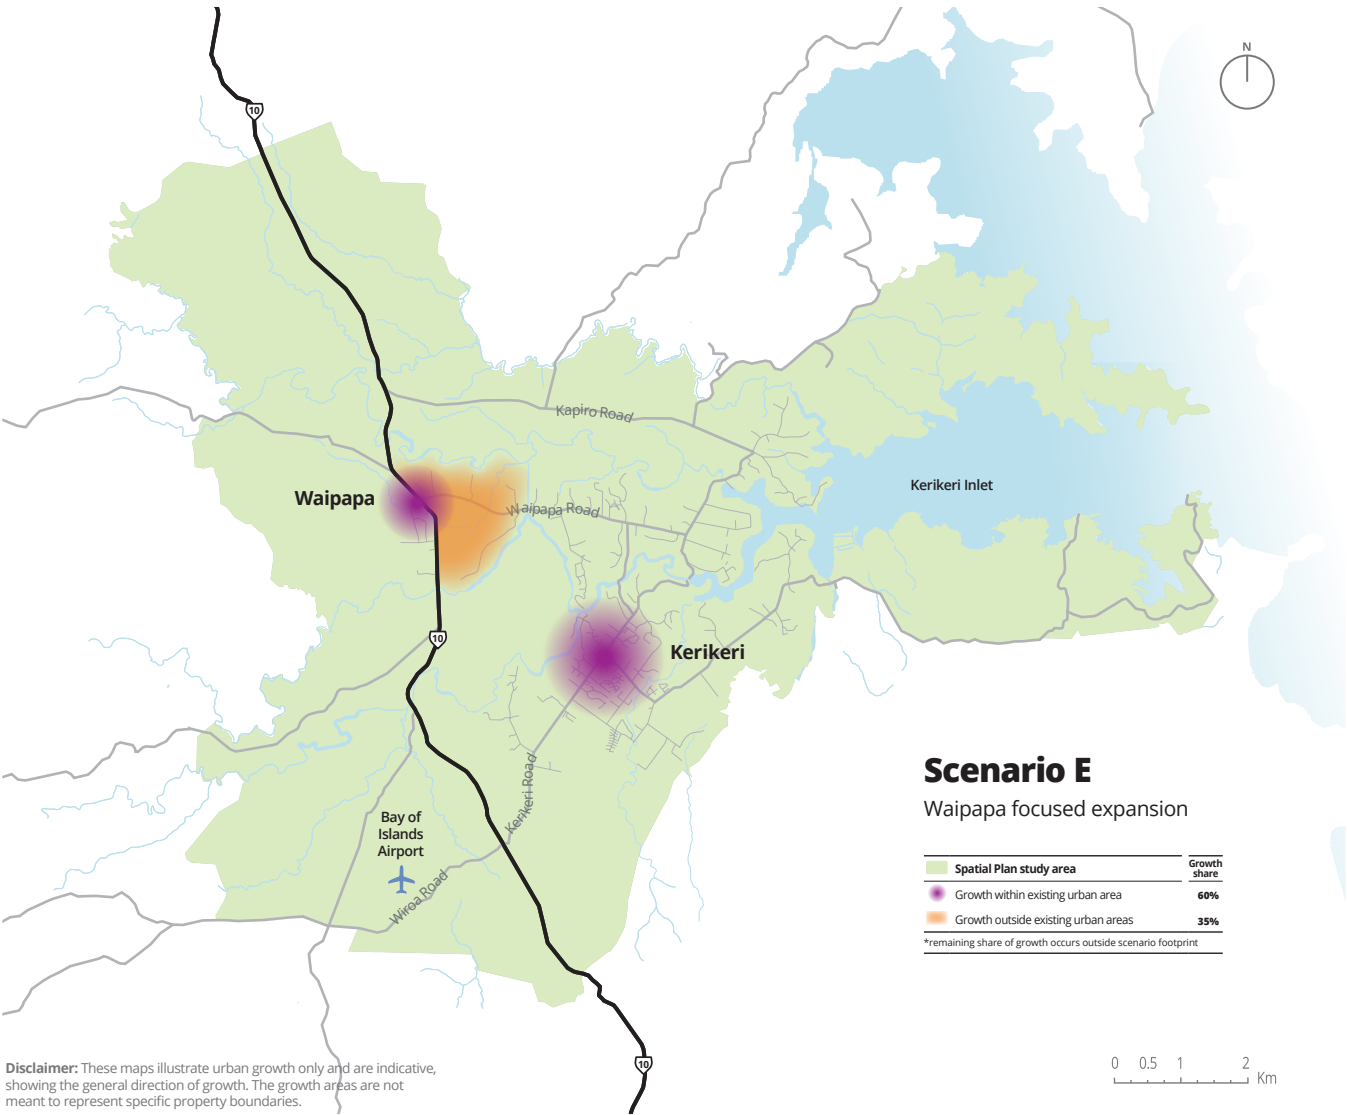 N
10
Kapiro Road
Waipapa
Waipapa Road
Kerikeri Inlet
10
Kerikeri
Kerikeri Road
Bay of
Islands
Airport
Wiroa Road
10
Scenario E
Waipapa focused expansion
Growth
share
Spatial Plan study area
Growth within existing urban area 60%
Growth outside existing urban areas 35%
*remaining share of growth occurs outside scenario footprint
0 0.5 1 2
Km
Disclaimer: These maps illustrate urban growth only and are indicative,
showing the general direction of growth. The growth areas are not
meant to represent specific property boundaries.